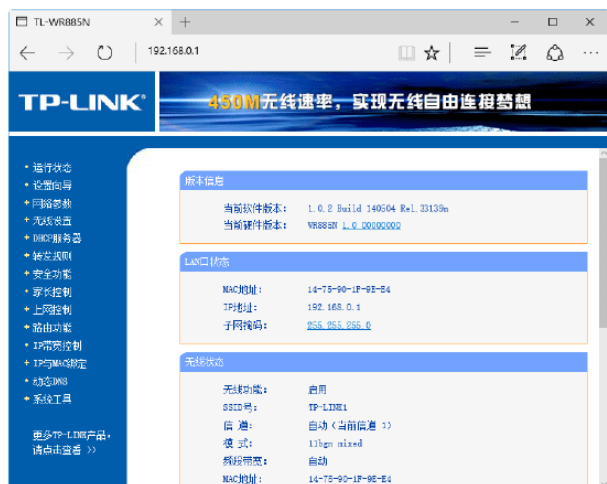 TL-WR885N
192.168.0.1
TP-LINK
450M无线速率，实现无线自由连接梦想
• 运行状态
• 设置向导
+ 网络参数
+ 无线设置
+ DHCP服务器
+ 转发规则
+ 安全功能
• 家长控制
+ 上网控制
+ 路由功能
• IP带宽控制
+ IP与MAC绑定
• 动态DNS
+ 系统工具
更多TP-LINK产品，
请点击查看 >>
版本信息
当前软件版本： 1.0.2 Build 140504 Rel.33139n
当前硬件版本： WR885N 1.0 00000000
LAN口状态
MAC地址： 14-75-90-1F-9E-E4
IP地址： 192.168.0.1
子网掩码： 255.255.255.0
无线状态
无线功能： 启用
SSID号： TP-LINK1
信 道： 自动（当前信道 1）
模 式： 11bgn mixed
频段带宽： 自动
MAC地址： 14-75-90-1F-9E-E4